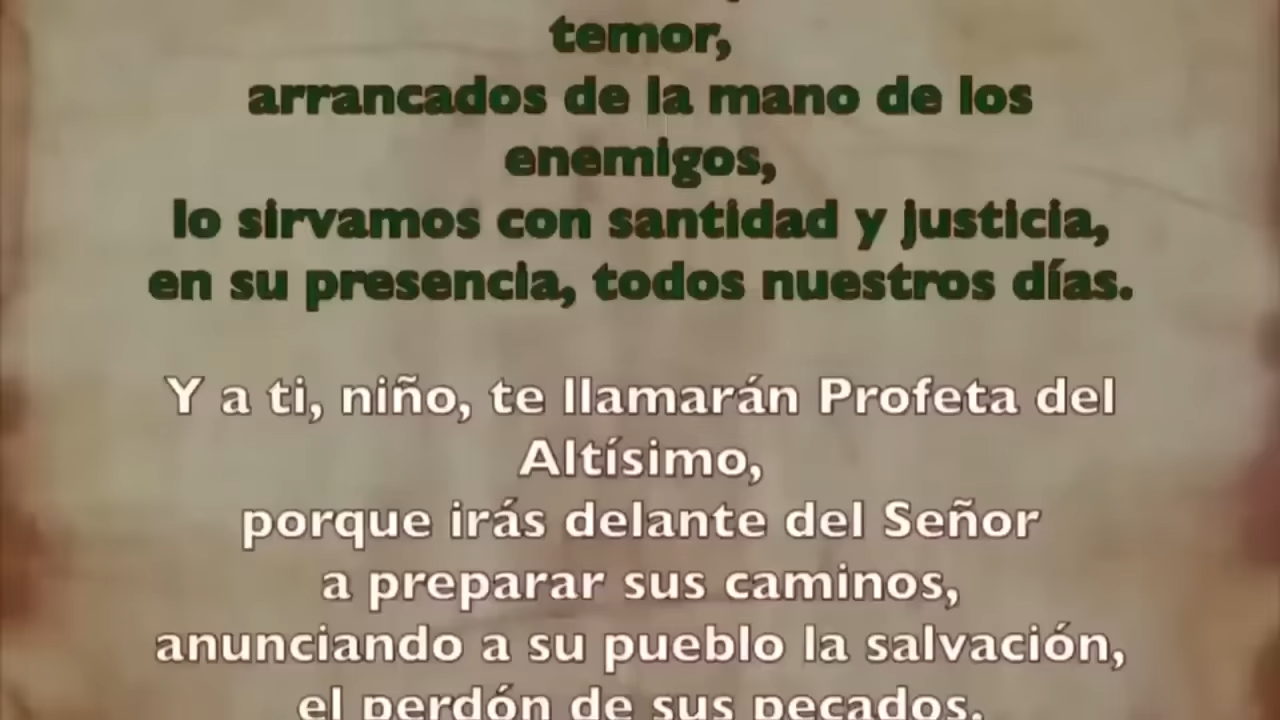 temor,
arrancados de la mano de los
enemigos,
lo sirvamos con santidad y justicia,
en su presencia, todos nuestros días.
Y a ti, niño, te llamarán Profeta del
Altísimo,
porque irás delante del Señor
a preparar sus caminos,
anunciando a su pueblo la salvación,
el perdón de sus pecados.